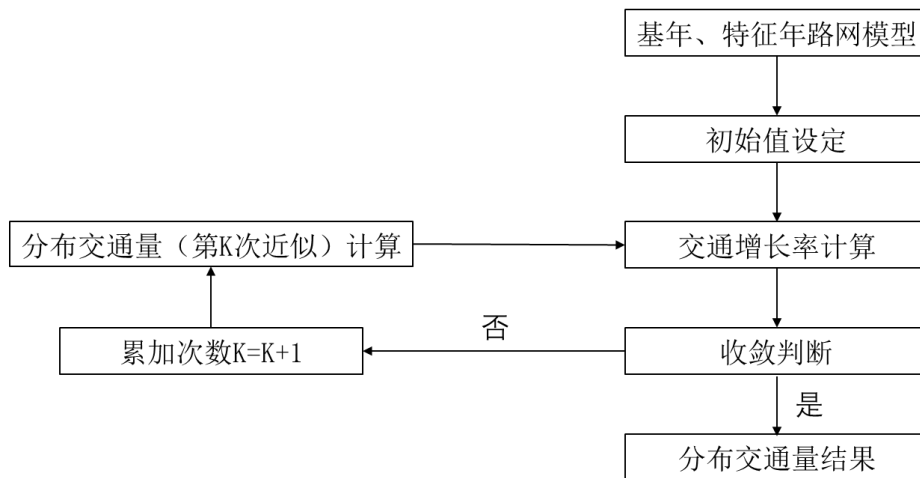 基年、特征年路网模型
初始值设定
分布交通量（第K次近似）计算
交通增长率计算
否
累加次数K=K+1
收敛判断
是
分布交通量结果